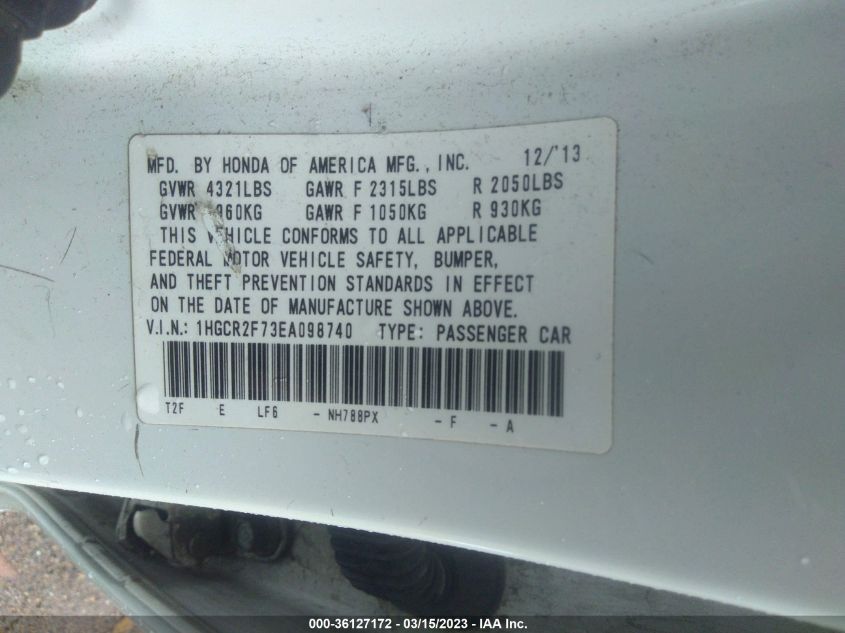 MFD. BY HONDA OF AMERICA MFG., INC. 12/'13
GVWR 4321LBS GAWR F 2315LBS R 2050LBS
GVWR 960KG GAWR F 1050KG R 930KG
THIS VEHICLE CONFORMS TO ALL APPLICABLE
FEDERAL MOTOR VEHICLE SAFETY, BUMPER,
AND THEFT PREVENTION STANDARDS IN EFFECT
ON THE DATE OF MANUFACTURE SHOWN ABOVE.
V.I.N.: 1HGCR2F73EA098740 TYPE: PASSENGER CAR
T2F E LF6 - NH788PX - F - A
000-36127172 - 03/15/2023 - IAA Inc.